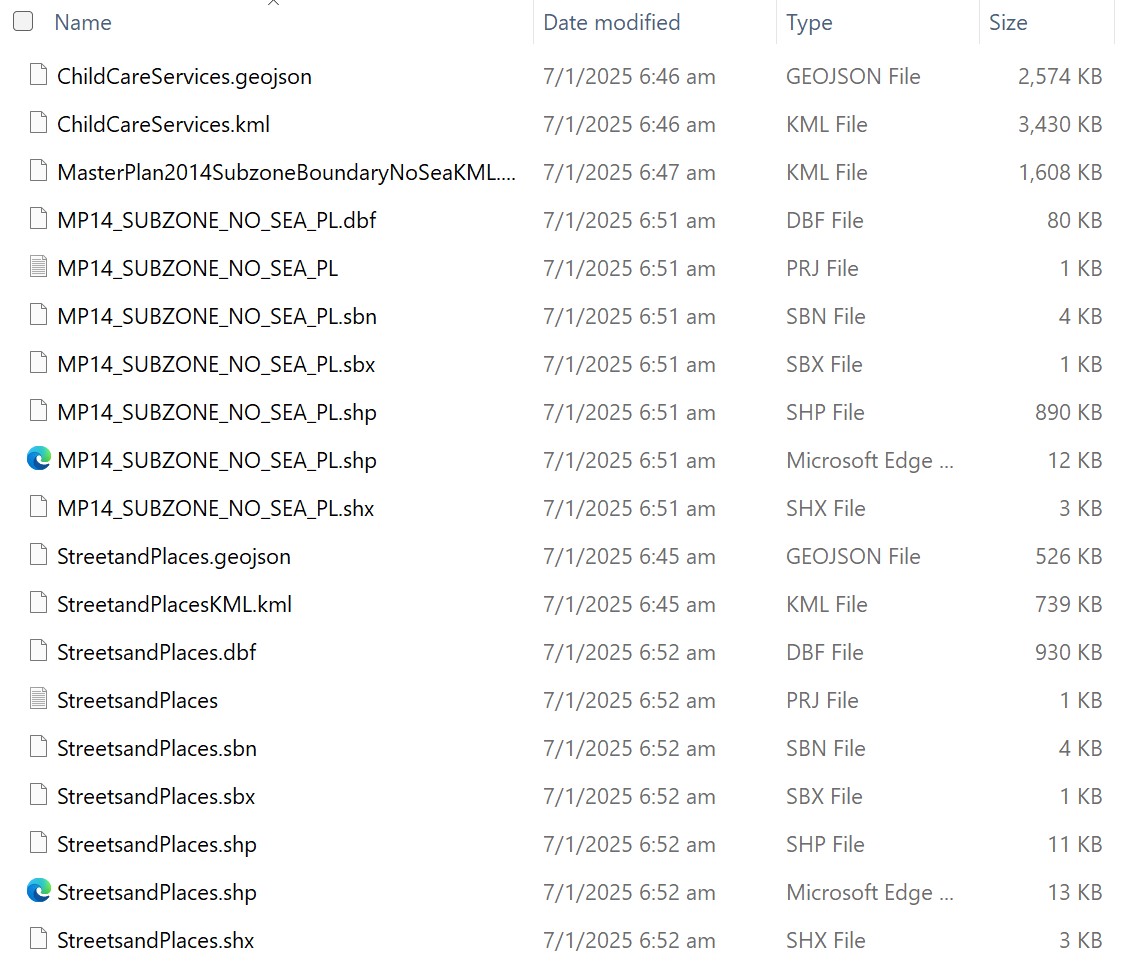 Name Date modified Type Size
ChildCareServices.geojson 7/1/2025 6:46 am GEOJSON File 2,574 KB
ChildCareServices.kml 7/1/2025 6:46 am KML File 3,430 KB
MasterPlan2014SubzoneBoundaryNoSeaKML.... 7/1/2025 6:47 am KML File 1,608 KB
MP14_SUBZONE_NO_SEA_PL.dbf 7/1/2025 6:51 am DBF File 80 KB
MP14_SUBZONE_NO_SEA_PL 7/1/2025 6:51 am PRJ File 1 KB
MP14_SUBZONE_NO_SEA_PL.sbn 7/1/2025 6:51 am SBN File 4 KB
MP14_SUBZONE_NO_SEA_PL.sbx 7/1/2025 6:51 am SBX File 1 KB
MP14_SUBZONE_NO_SEA_PL.shp 7/1/2025 6:51 am SHP File 890 KB
MP14_SUBZONE_NO_SEA_PL.shp 7/1/2025 6:51 am Microsoft Edge ... 12 KB
MP14_SUBZONE_NO_SEA_PL.shx 7/1/2025 6:51 am SHX File 3 KB
StreetandPlaces.geojson 7/1/2025 6:45 am GEOJSON File 526 KB
StreetandPlacesKML.kml 7/1/2025 6:45 am KML File 739 KB
StreetsandPlaces.dbf 7/1/2025 6:52 am DBF File 930 KB
StreetsandPlaces 7/1/2025 6:52 am PRJ File 1 KB
StreetsandPlaces.sbn 7/1/2025 6:52 am SBN File 4 KB
StreetsandPlaces.sbx 7/1/2025 6:52 am SBX File 1 KB
StreetsandPlaces.shp 7/1/2025 6:52 am SHP File 11 KB
StreetsandPlaces.shp 7/1/2025 6:52 am Microsoft Edge ... 13 KB
StreetsandPlaces.shx 7/1/2025 6:52 am SHX File 3 KB